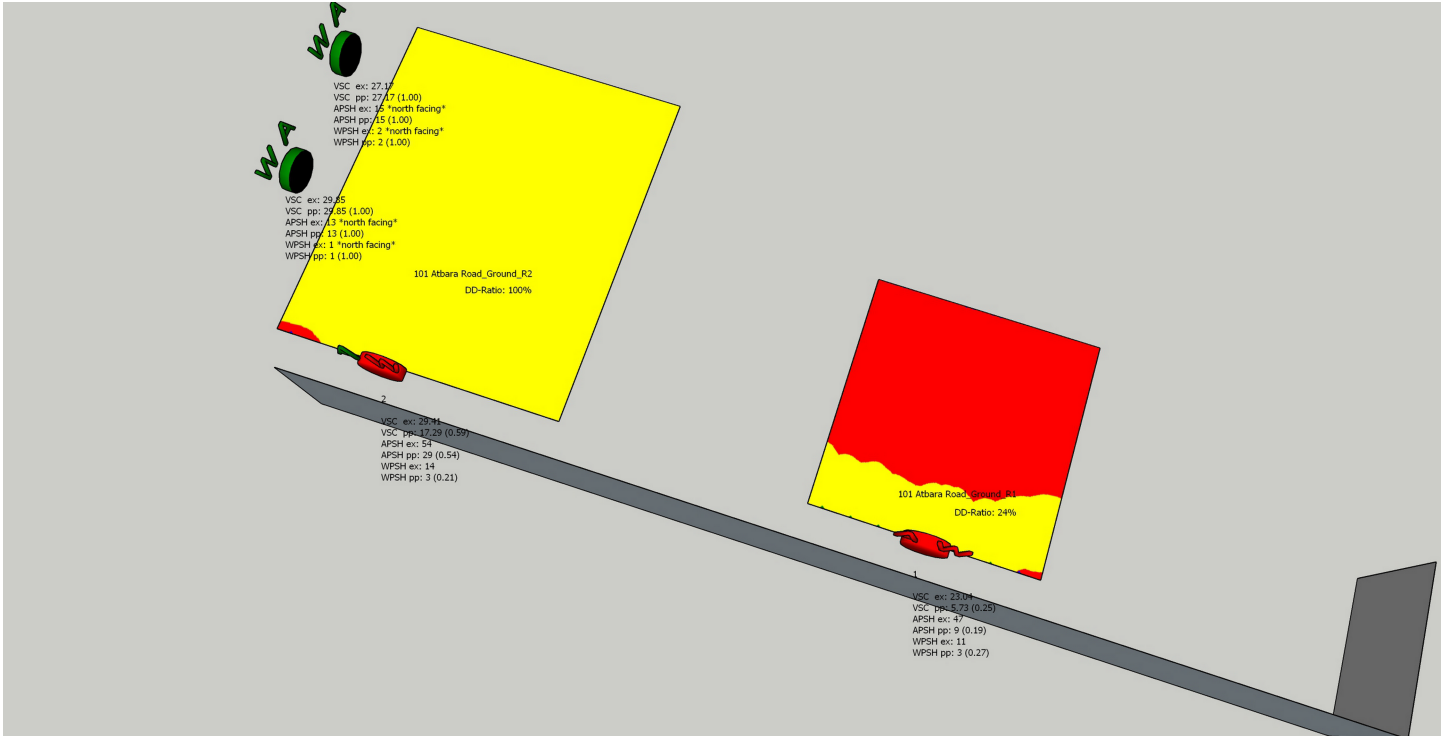 W A
VSC ex: 27.17
VSC pp: 27.17 (1.00)
APSH ex: 15 *north facing*
APSH pp: 15 (1.00)
WPSH ex: 2 *north facing*
WPSH pp: 2 (1.00)
W A
VSC ex: 29.85
VSC pp: 29.85 (1.00)
APSH ex: 13 *north facing*
APSH pp: 13 (1.00)
WPSH ex: 1 *north facing*
WPSH pp: 1 (1.00)
101 Atbara Road_Ground_R2
DD-Ratio: 100%
2
VSC ex: 29.41
VSC pp: 17.29 (0.59)
APSH ex: 54
APSH pp: 29 (0.54)
WPSH ex: 14
WPSH pp: 3 (0.21)
101 Atbara Road_Ground_R1
DD-Ratio: 24%
1
VSC ex: 23.04
VSC pp: 5.73 (0.25)
APSH ex: 47
APSH pp: 9 (0.19)
WPSH ex: 11
WPSH pp: 3 (0.27)